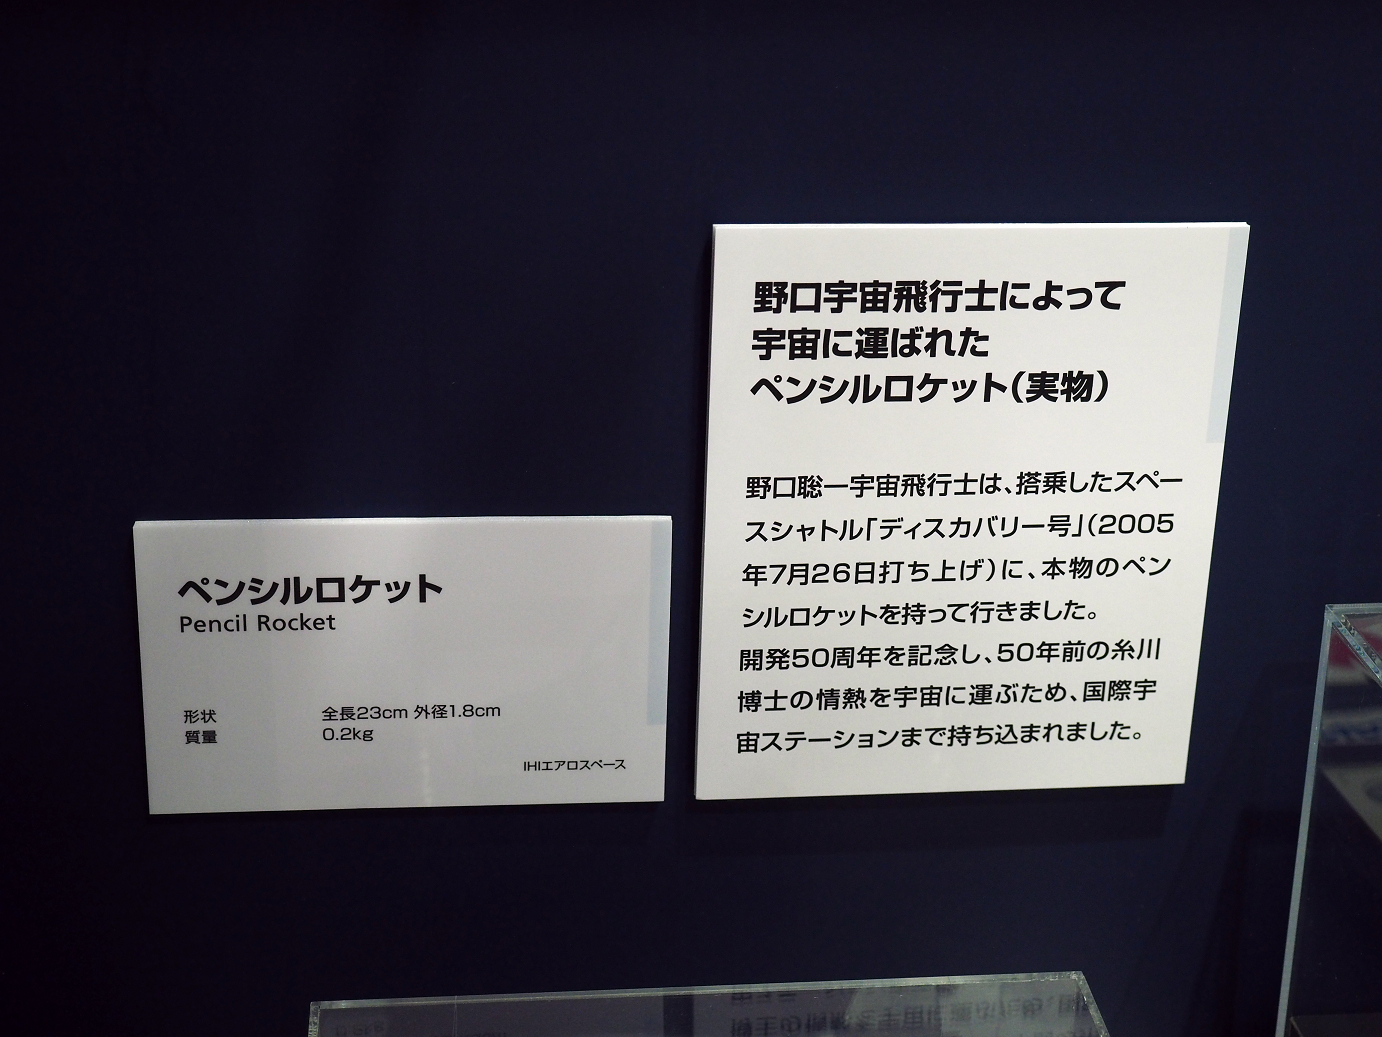 ペンシルロケット
Pencil Rocket
形状 全長23cm 外径1.8cm
質量 0.2kg
IHIエアロスペース
野口宇宙飛行士によって
宇宙に運ばれた
ペンシルロケット(実物)
野口聡一宇宙飛行士は、搭乗したスペー
スシャトル「ディスカバリー号」(2005
年7月26日打ち上げ)に、本物のペン
シルロケットを持って行きました。
開発50周年を記念し、50年前の糸川
博士の情熱を宇宙に運ぶため、国際宇
宙ステーションまで持ち込まれました。